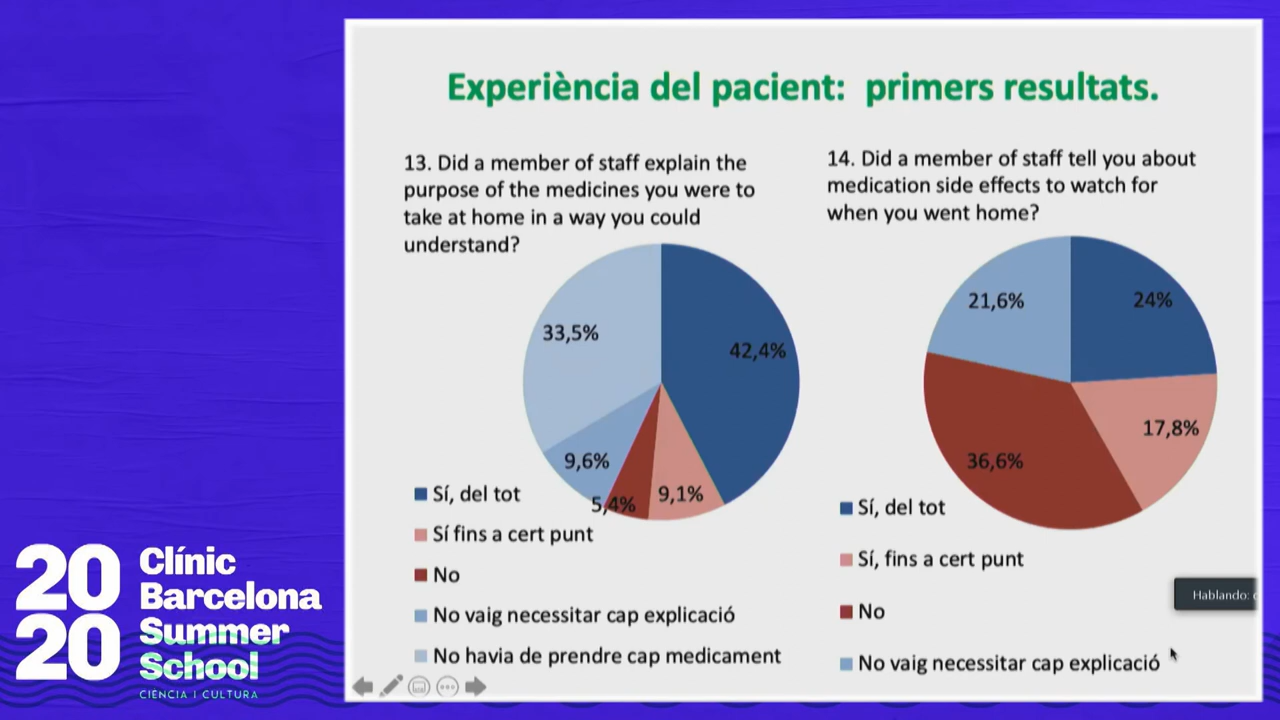 Experiència del pacient: primers resultats.
13. Did a member of staff explain the
purpose of the medicines you were to
take at home in a way you could
understand?
33,5%
42,4%
9,6%
5,4%
9,1%
Sí, del tot
Sí fins a cert punt
No
No vaig necessitar cap explicació
No havia de prendre cap medicament
14. Did a member of staff tell you about
medication side effects to watch for
when you went home?
21,6%
24%
17,8%
36,6%
Sí, del tot
Sí, fins a cert punt
No
No vaig necessitar cap explicació
Hablando:
20
20
Clínic
Barcelona
Summer
School
CIÈNCIA I CULTURA